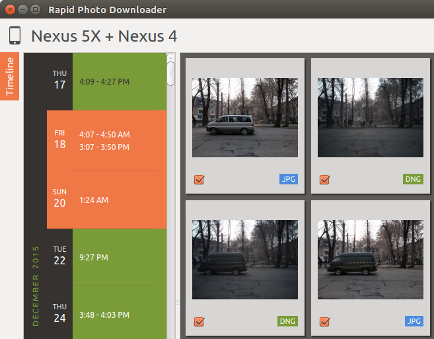 Rapid Photo Downloader
Nexus 5X + Nexus 4
Timeline
DECEMBER 2015
THU
17
4:09 - 4:27 PM
FRI
18
4:07 - 4:50 AM
3:07 - 3:50 PM
SUN
20
1:24 AM
TUE
22
9:27 PM
THU
24
3:48 - 4:03 PM
JPG
DNG
DNG
JPG